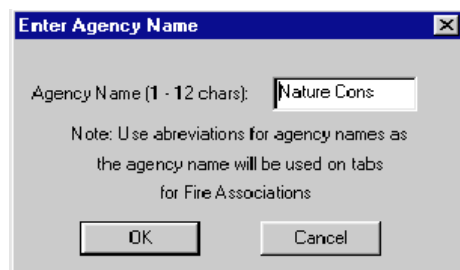 Enter Agency Name
Agency Name (1 - 12 chars): Nature Cons
Note: Use abreviations for agency names as
the agency name will be used on tabs
for Fire Associations
OK Cancel